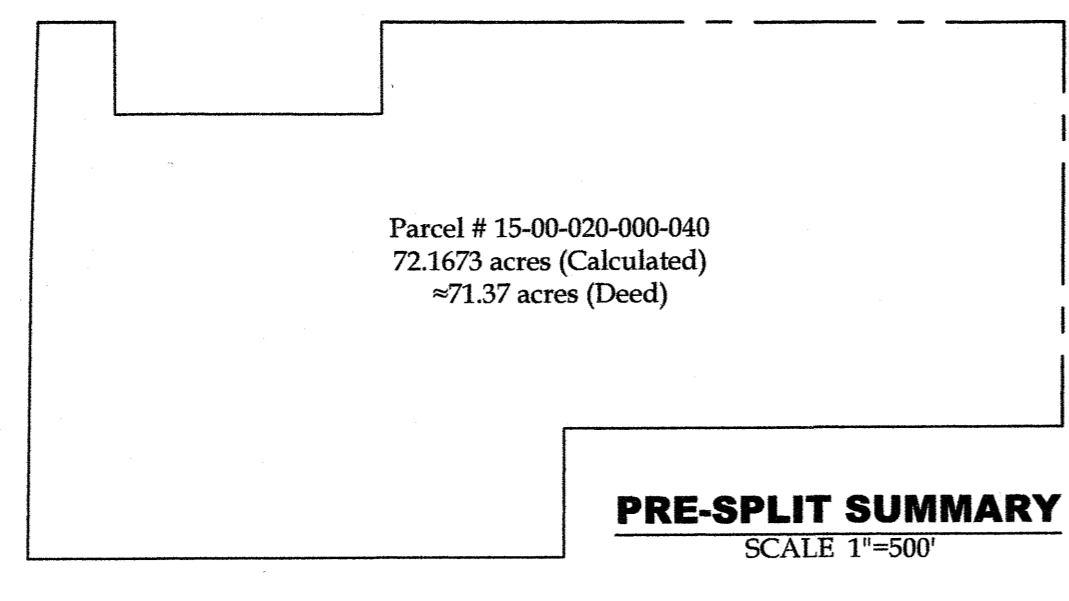 Parcel # 15-00-020-000-040
72.1673 acres (Calculated)
≈71.37 acres (Deed)
PRE-SPLIT SUMMARY
SCALE 1"=500'